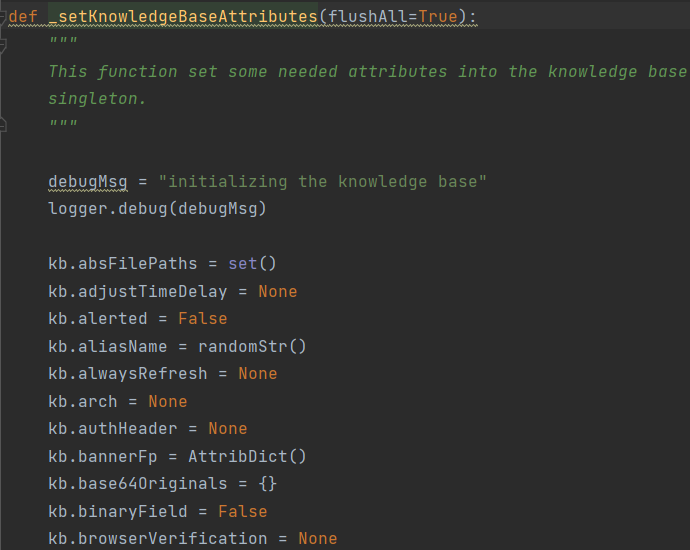 def _setKnowledgeBaseAttributes(flushAll=True):
"""
This function set some needed attributes into the knowledge base
singleton.
"""
debugMsg = "initializing the knowledge base"
logger.debug(debugMsg)
kb.absFilePaths = set()
kb.adjustTimeDelay = None
kb.alerted = False
kb.aliasName = randomStr()
kb.alwaysRefresh = None
kb.arch = None
kb.authHeader = None
kb.bannerFp = AttribDict()
kb.base64Originals = {}
kb.binaryField = False
kb.browserVerification = None